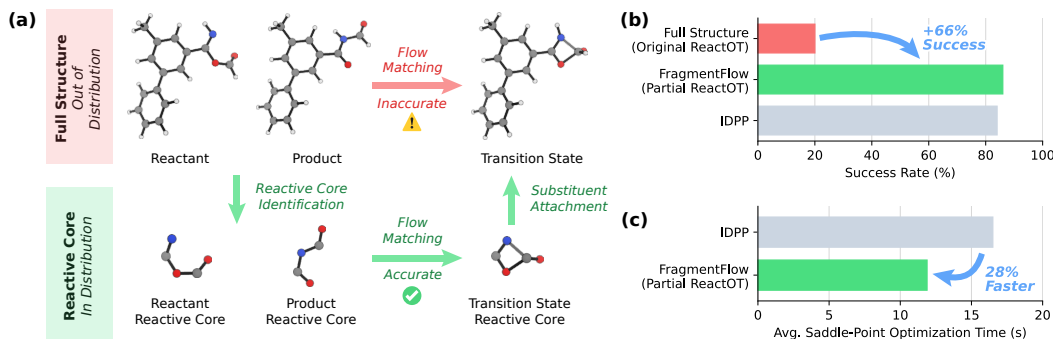 (a)
Full Structure
Out of
Distribution
Flow
Matching
Inaccurate
!
Reactant
Product
Transition State
Reactive Core
Identification
Substituent
Attachment
Reactive Core
In Distribution
Flow
Matching
Accurate
Reactant
Reactive Core
Product
Reactive Core
Transition State
Reactive Core
(b)
Full Structure
(Original ReactOT)
FragmentFlow
(Partial ReactOT)
IDPP
+66%
Success
0 20 40 60 80 100
Success Rate (%)
(c)
IDPP
FragmentFlow
(Partial ReactOT)
28%
Faster
0 5 10 15 20
Avg. Saddle-Point Optimization Time (s)